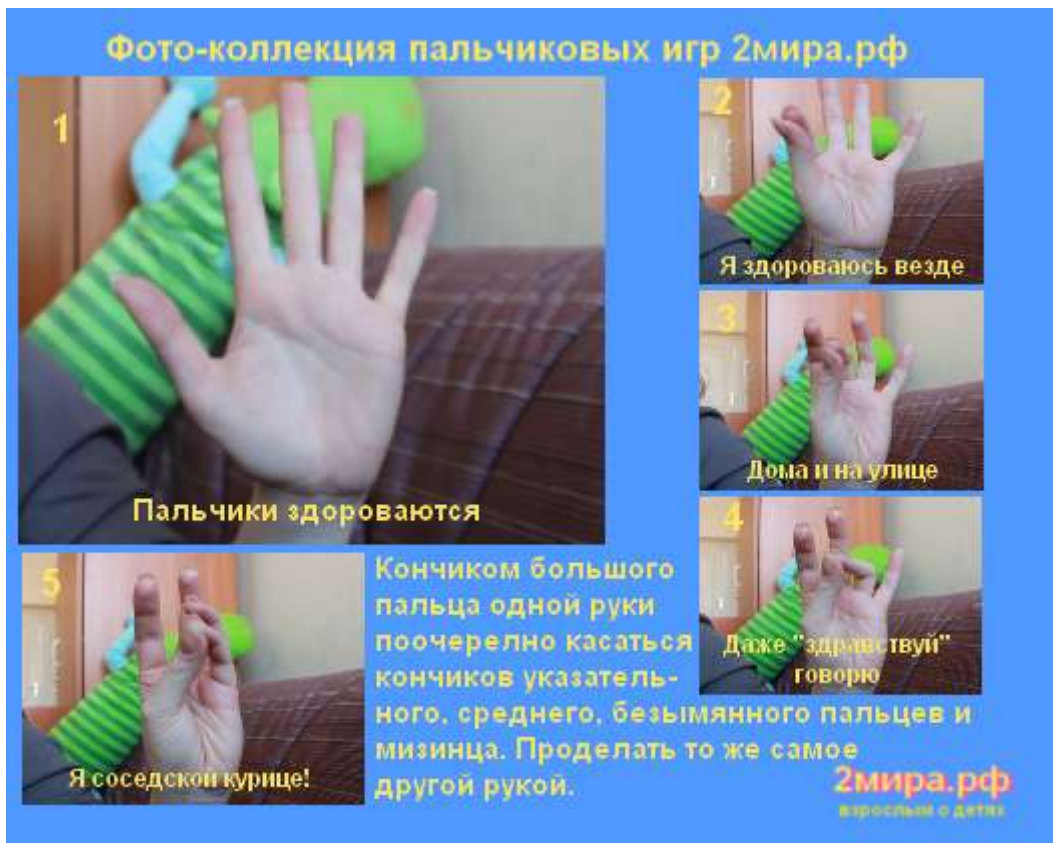 Фото-коллекция пальчиковых игр 2мира.рф
1
Пальчики здороваются
2
Я здороваюсь везде
3
Дома и на улице
4
Даже "здравствуй"
говорю
5
Я соседской курице!
Кончиком большого
пальца одной руки
поочерелно касаться
кончиков указатель-
ного, среднего, безымянного пальцев и
мизинца. Проделать то же самое
другой рукой.
2мира.рф
взрослым о детях